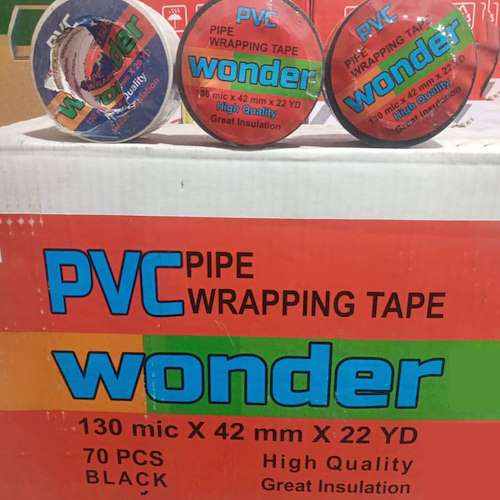 wonder
Quality
PVC
PIPE
WRAPPING TAPE
wonder
130 mic x 42 mm x 22 YD
High Quality
Great Insulation
PVC
PIPE
WRAPPING TAPE
wonder
130 mic x 42 mm x 22 YD
High Quality
Great Insulation
PVC PIPE
WRAPPING TAPE
wonder
130 mic X 42 mm X 22 YD
70 PCS High Quality
BLACK Great Insulation